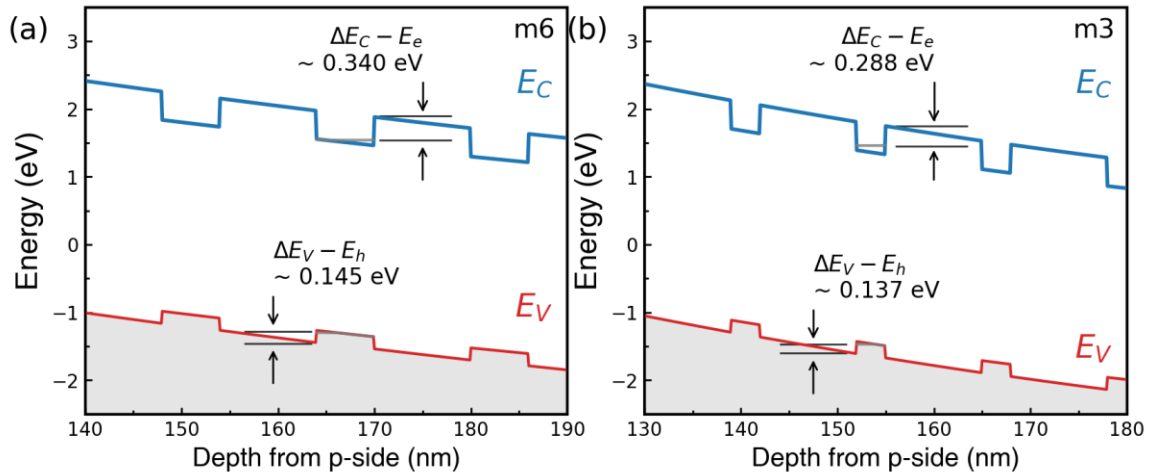 (a)
m6
ΔE_C − E_e
~ 0.340 eV
E_C
ΔE_V − E_h
~ 0.145 eV
E_V
3
2
1
0
−1
−2
Energy (eV)
140 150 160 170 180 190
Depth from p-side (nm)
(b)
m3
ΔE_C − E_e
~ 0.288 eV
E_C
ΔE_V − E_h
~ 0.137 eV
E_V
3
2
1
0
−1
−2
Energy (eV)
130 140 150 160 170 180
Depth from p-side (nm)